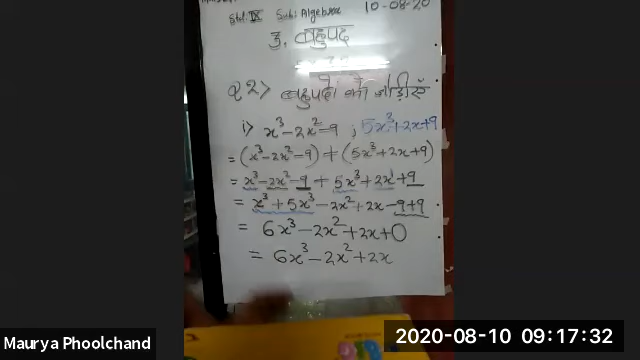 Std. IX Sub: Algebra 10-08-20
3. बहुपद
Q 2> बहुपदों को जोड़ीए
i> x³-2x²-9 ; 5x³+2x+9
= (x³-2x²-9) + (5x³+2x+9)
= x³-2x²-9 + 5x³+2x+9
= x³+5x³-2x²+2x-9+9
= 6x³-2x²+2x+0
= 6x³-2x²+2x
Maurya Phoolchand
2020-08-10 09:17:32